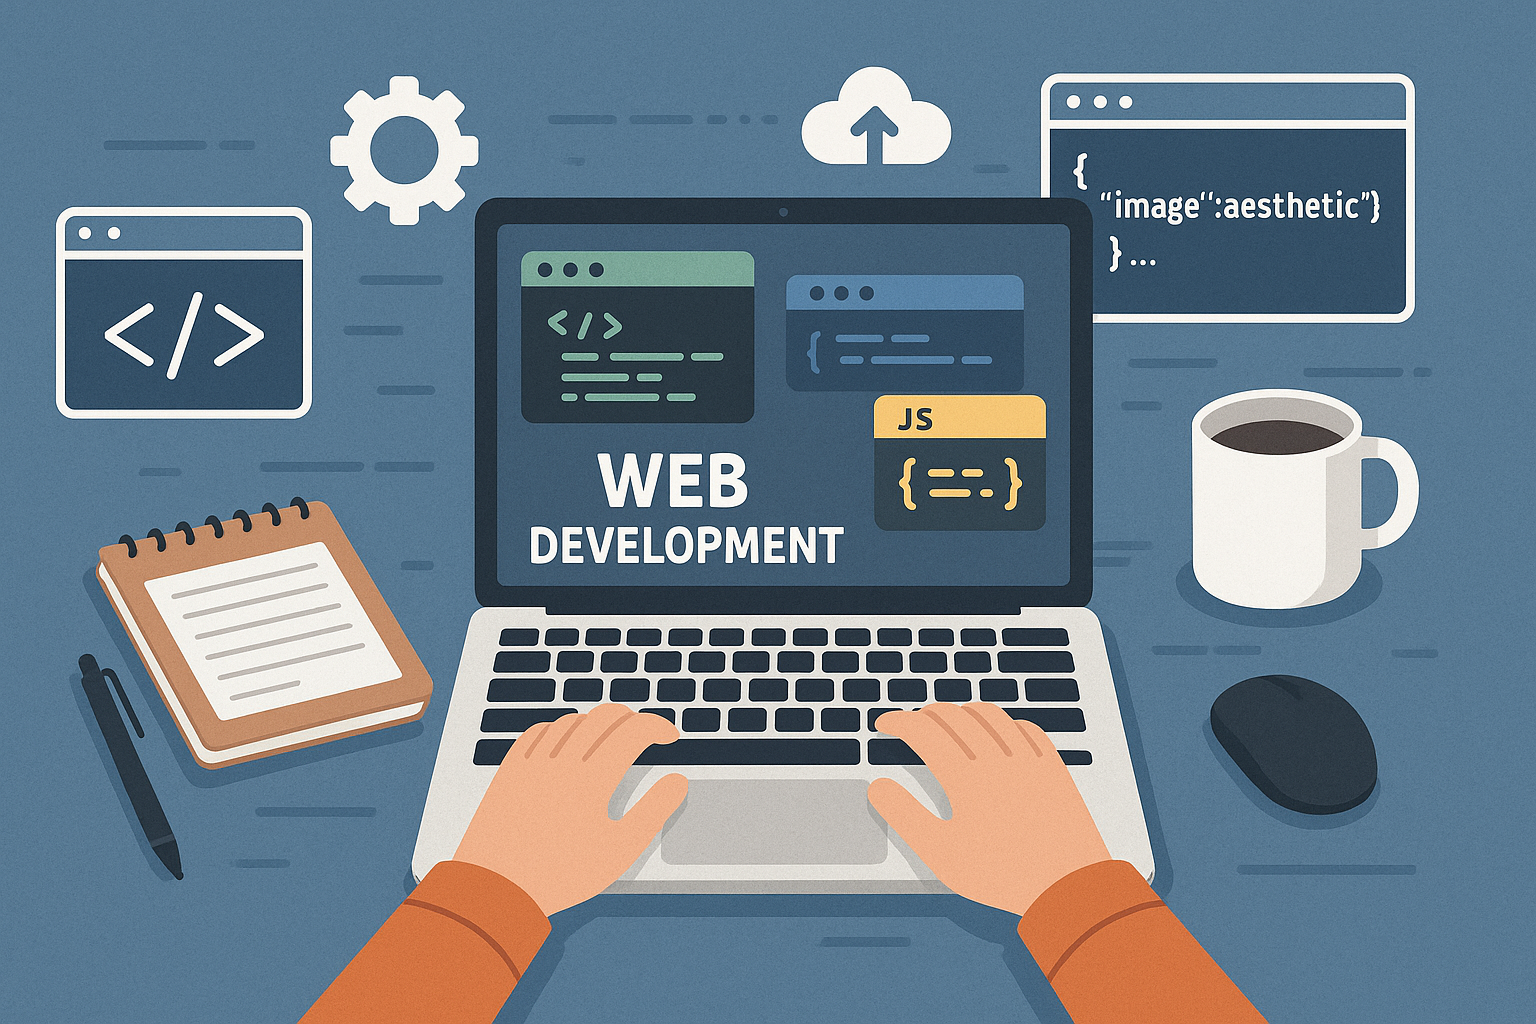 </>
{
“image“:aesthetic”}
} ...
</>
{
JS
{ }
WEB
DEVELOPMENT